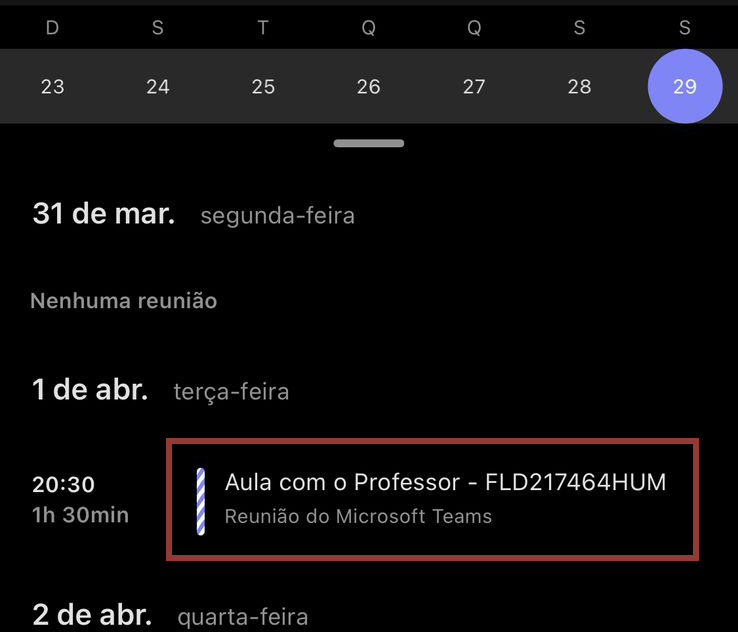 D S T Q Q S S
23 24 25 26 27 28 29
31 de mar. segunda-feira
Nenhuma reunião
1 de abr. terça-feira
20:30 Aula com o Professor - FLD217464HUM
1h 30min Reunião do Microsoft Teams
2 de abr. quarta-feira